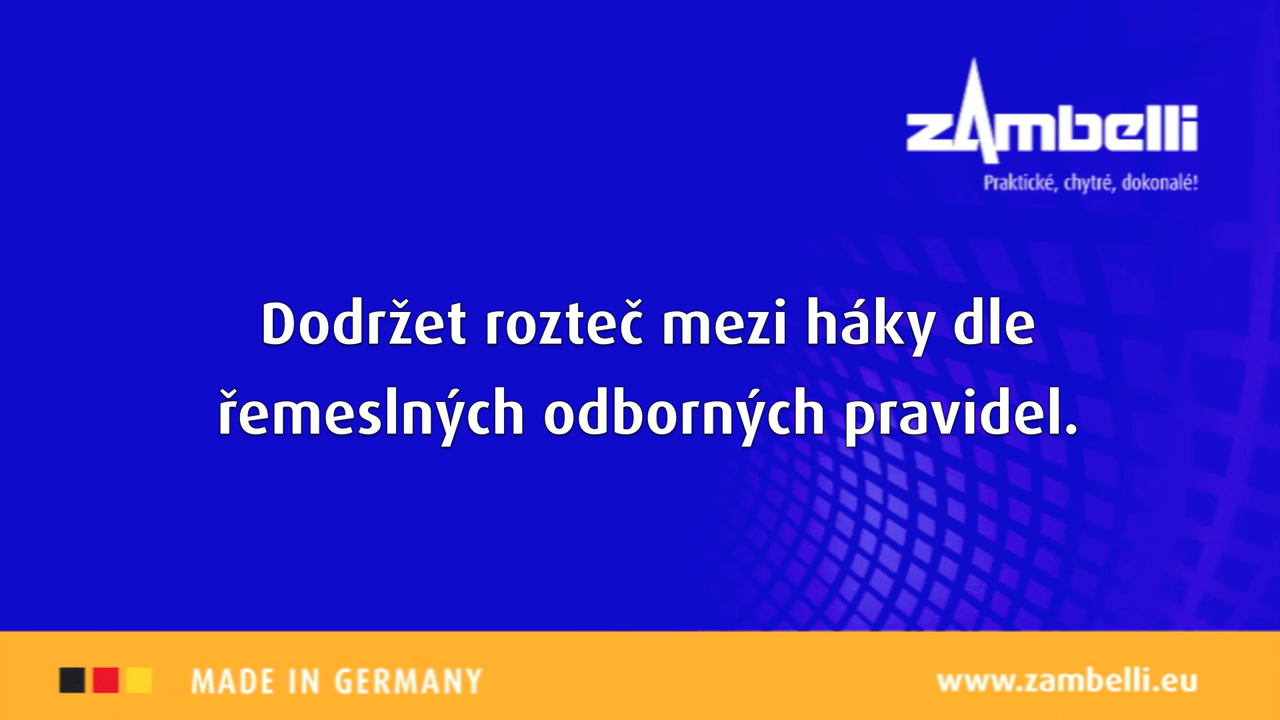 zambelli
Praktické, chytré, dokonalé!
Dodržet rozteč mezi háky dle
řemeslných odborných pravidel.
MADE IN GERMANY
www.zambelli.eu